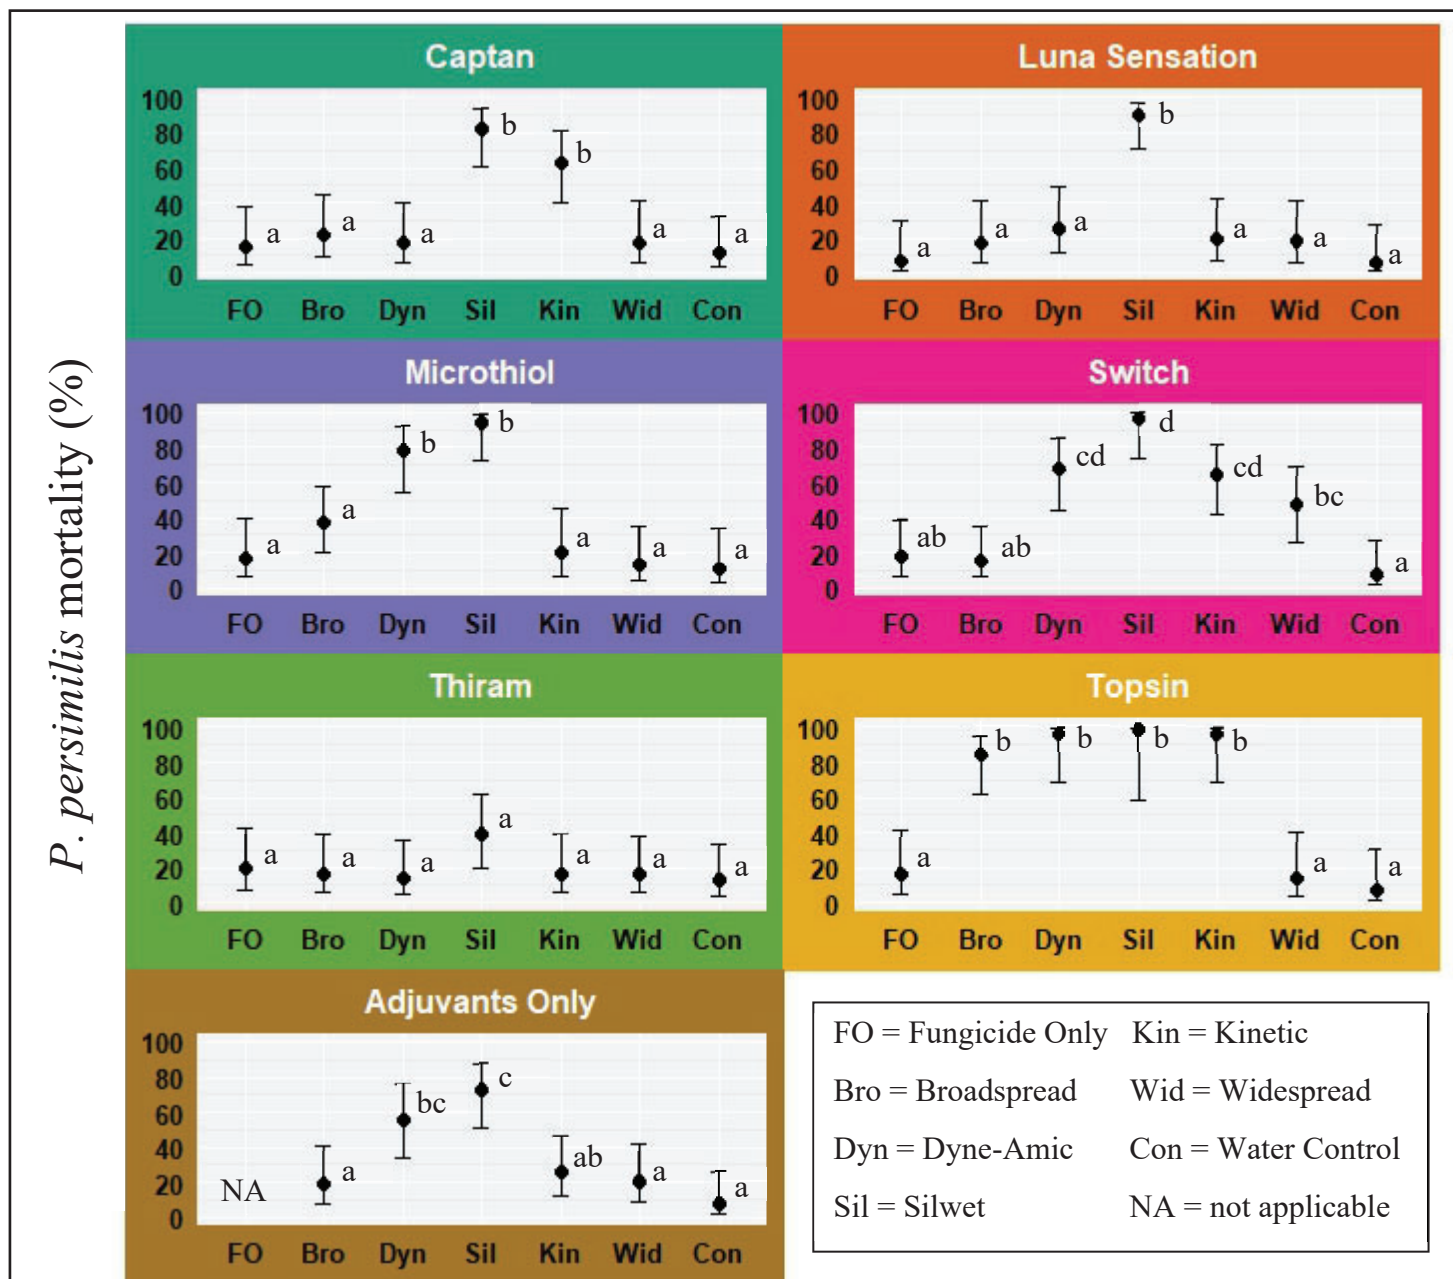 P. persimilis mortality (%)
Captan
100
80
60
40
20
0
a
a
a
b
b
a
a
FO Bro Dyn Sil Kin Wid Con
Luna Sensation
100
80
60
40
20
0
a
a
a
b
a
a
a
FO Bro Dyn Sil Kin Wid Con
Microthiol
100
80
60
40
20
0
a
a
b
b
a
a
a
FO Bro Dyn Sil Kin Wid Con
Switch
100
80
60
40
20
0
ab
ab
cd
d
cd
bc
a
FO Bro Dyn Sil Kin Wid Con
Thiram
100
80
60
40
20
0
a
a
a
a
a
a
a
FO Bro Dyn Sil Kin Wid Con
Topsin
100
80
60
40
20
0
a
b
b
b
b
a
a
FO Bro Dyn Sil Kin Wid Con
Adjuvants Only
100
80
60
40
20
0
NA
a
bc
c
ab
a
a
FO Bro Dyn Sil Kin Wid Con
FO = Fungicide Only Kin = Kinetic
Bro = Broadspread Wid = Widespread
Dyn = Dyne-Amic Con = Water Control
Sil = Silwet NA = not applicable